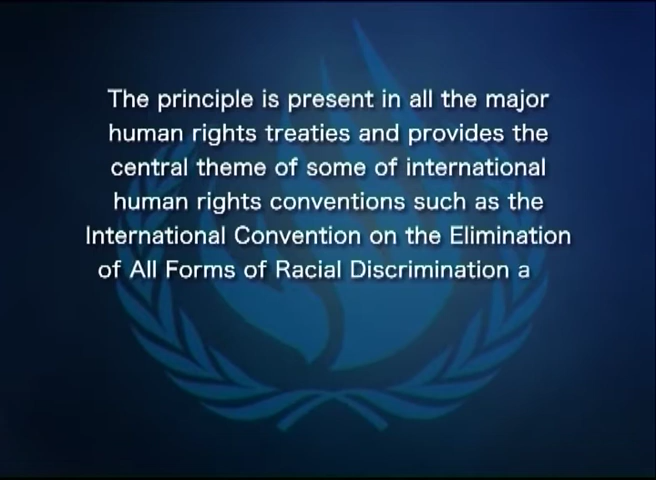 The principle is present in all the major
human rights treaties and provides the
central theme of some of international
human rights conventions such as the
International Convention on the Elimination
of All Forms of Racial Discrimination a